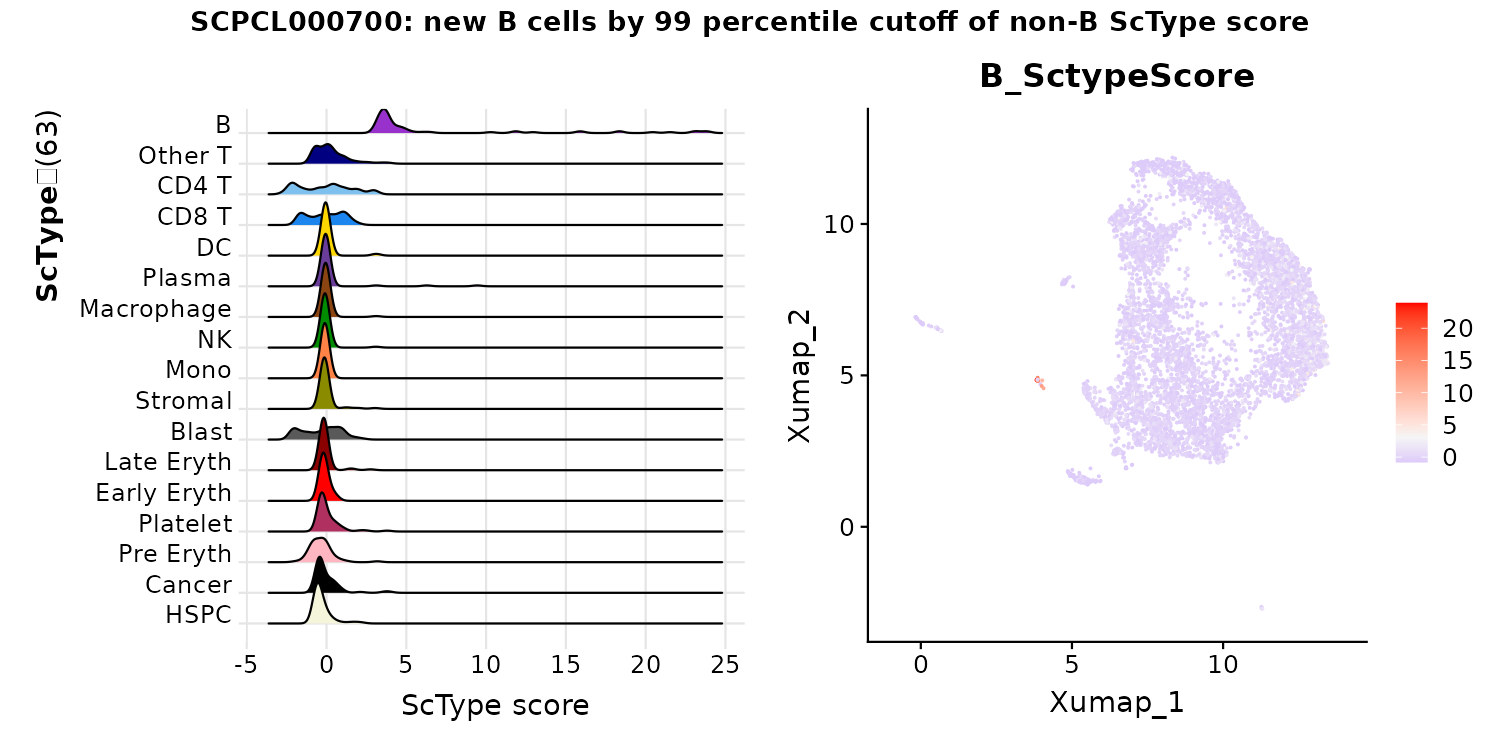 SCPCL000700: new B cells by 99 percentile cutoff of non-B ScType score
ScType□(63)
B
Other T
CD4 T
CD8 T
DC
Plasma
Macrophage
NK
Mono
Stromal
Blast
Late Eryth
Early Eryth
Platelet
Pre Eryth
Cancer
HSPC
-5 0 5 10 15 20 25
ScType score
B_SctypeScore
Xumap_2
10
5
0
0 5 10
Xumap_1
20
15
10
5
0